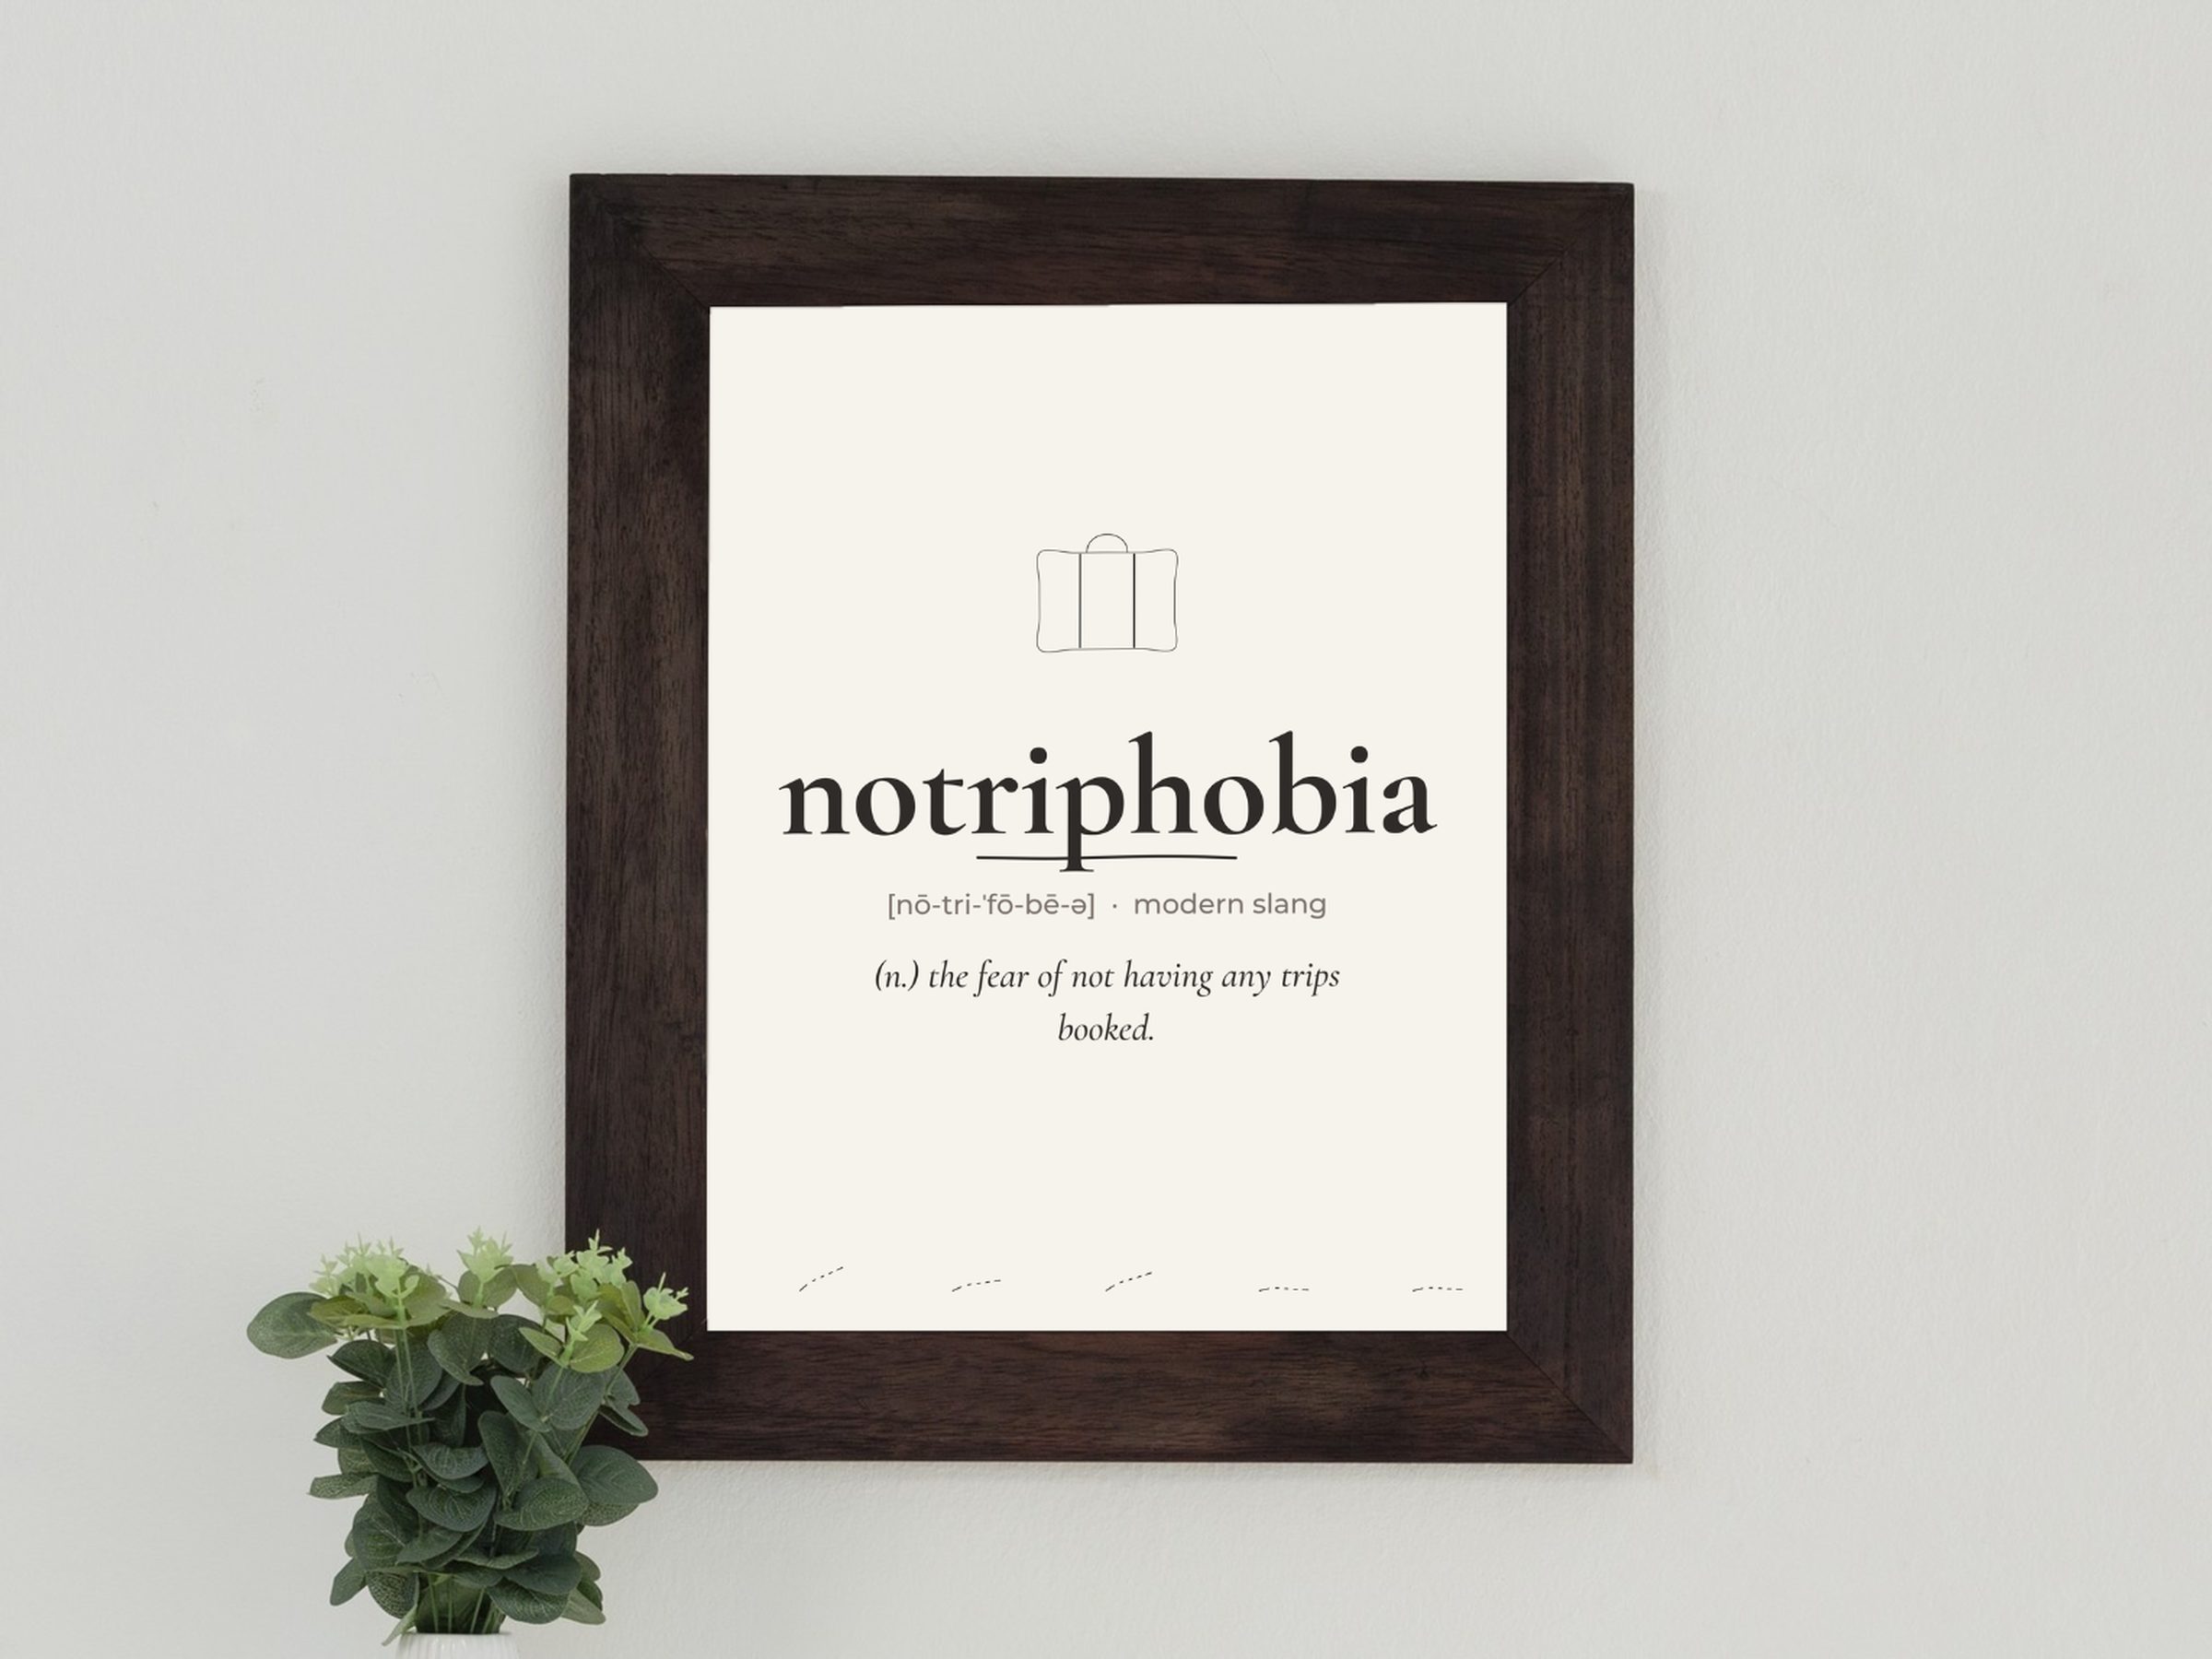 notriphobia
[nō-tri-ˈfō-bē-ə] · modern slang
(n.) the fear of not having any trips
booked.